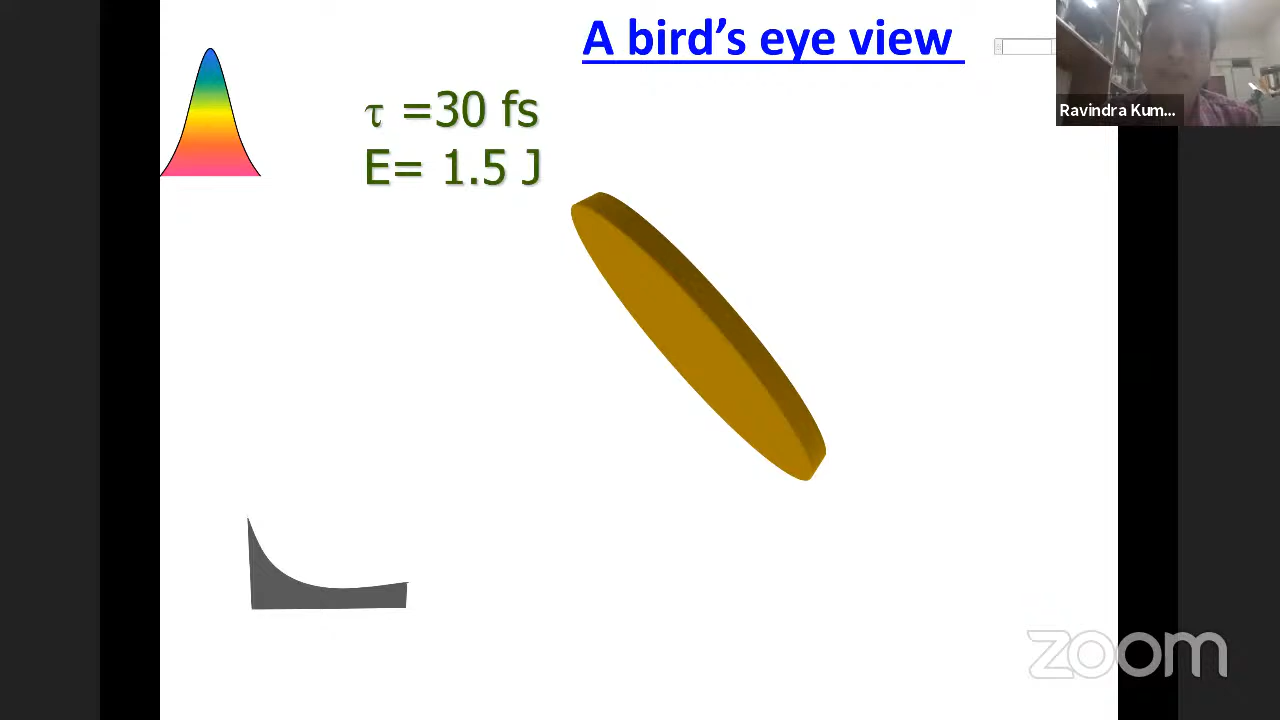 A bird's eye view
τ =30 fs
E= 1.5 J
Ravindra Kum...
zoom